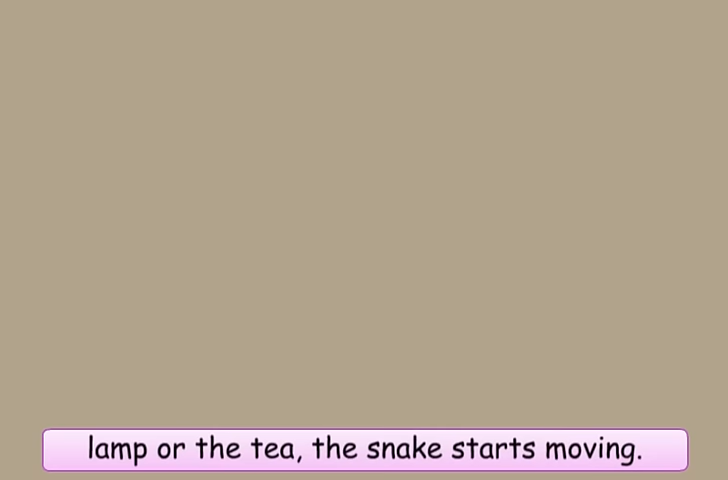 lamp or the tea, the snake starts moving.